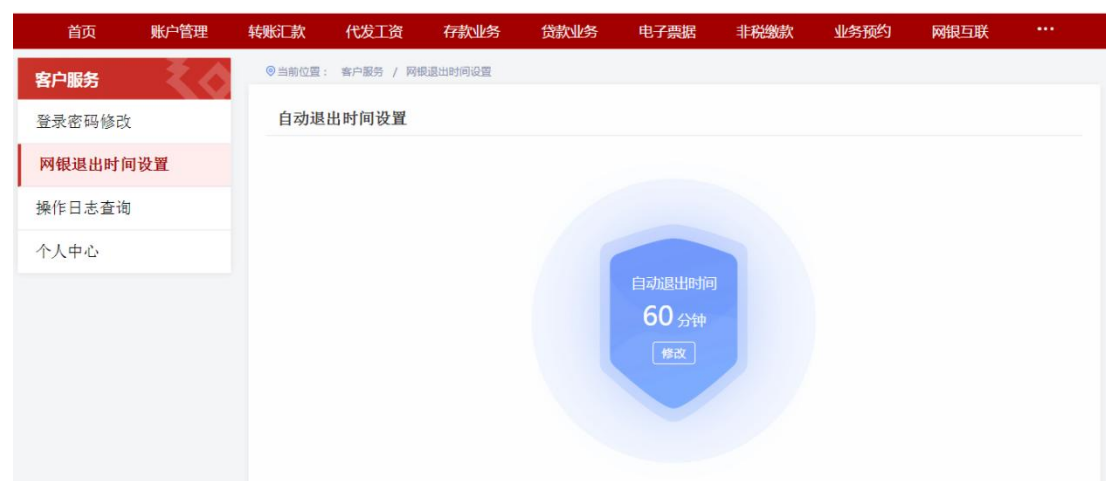 首页 账户管理 转账汇款 代发工资 存款业务 贷款业务 电子票据 非税缴款 业务预约 网银互联 ···
客户服务
登录密码修改
网银退出时间设置
操作日志查询
个人中心
当前位置： 客户服务 / 网银退出时间设置
自动退出时间设置
自动退出时间
60 分钟
修改